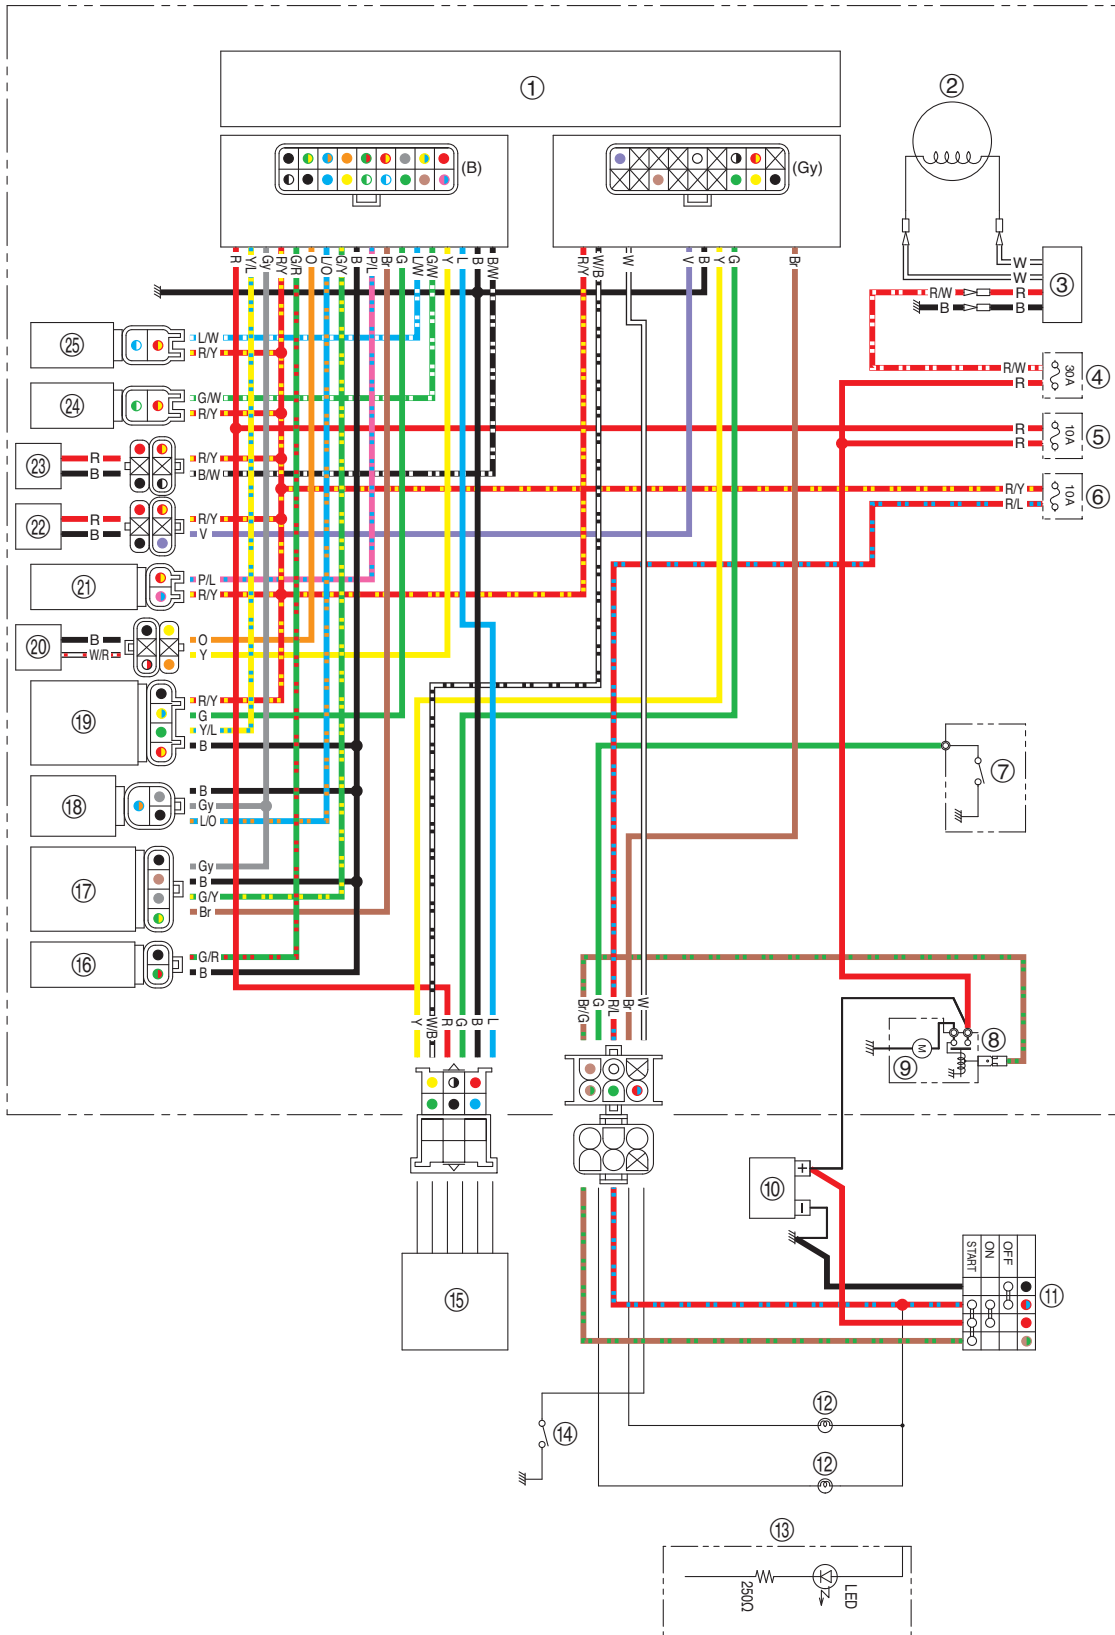 ①
②
(B)
(Gy)
R Y/L Gy R/Y G/R O L/O G/Y B P/L Br G L/W G/W Y L B B/W
R/Y W/B W V B Y G Br
W
W
R/W R
B B
③
㉕ L/W
R/Y
R/W
R
30A
④
㉔ G/W
R/Y
R
R
10A
⑤
㉓ R R/Y
B B/W
R/Y
R/L
10A
⑥
㉒ R R/Y
B V
㉑ P/L
R/Y
⑳ B O
W/R Y
⑲ R/Y
G
Y/L
B
⑦
⑱ B
Gy
L/O
⑰ Gy
B
G/Y
Br
⑯ G/R
B
Y W/B R G B L
Br/G G R/L Br W
M
⑧
⑨
+
-
⑩
START ON OFF
⑪
⑮
⑫
⑭
⑫
⑬
250Ω
LED